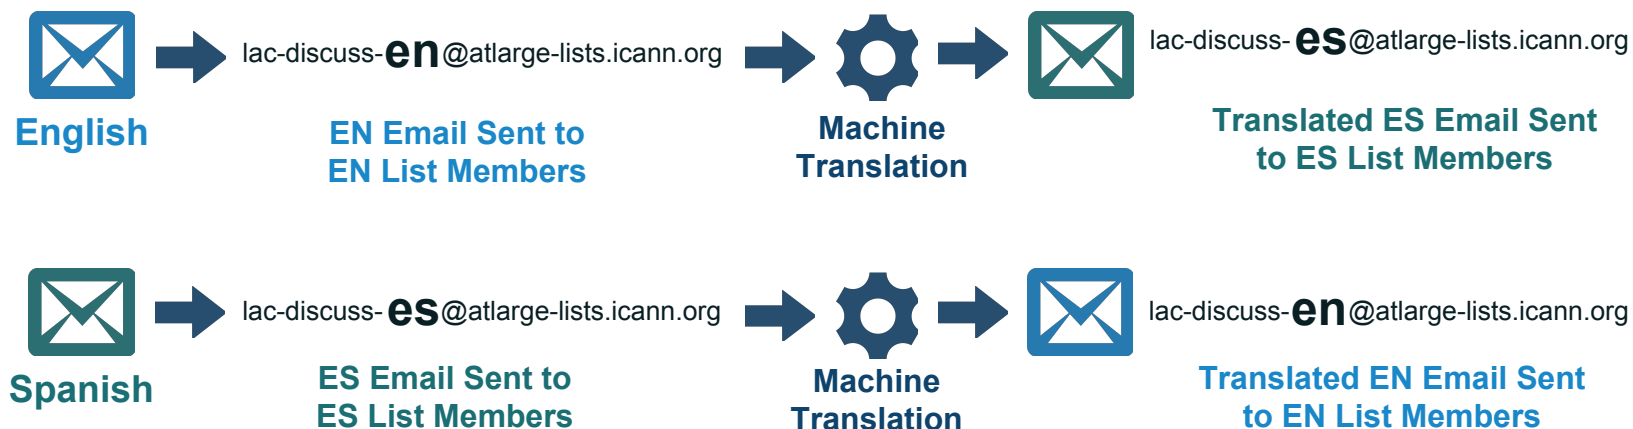 lac-discuss-en@atlarge-lists.icann.org
lac-discuss-es@atlarge-lists.icann.org
English
EN Email Sent to
EN List Members
Machine
Translation
Translated ES Email Sent
to ES List Members
lac-discuss-es@atlarge-lists.icann.org
lac-discuss-en@atlarge-lists.icann.org
Spanish
ES Email Sent to
ES List Members
Machine
Translation
Translated EN Email Sent
to EN List Members